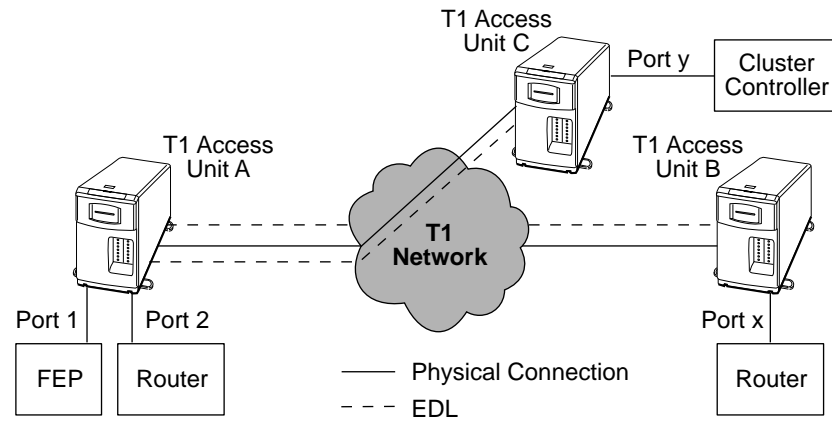 T1 Access
Unit C
Port y
Cluster
Controller
T1 Access
Unit A
T1 Access
Unit B
T1
Network
Port 1
Port 2
Port x
FEP
Router
Router
Physical Connection
EDL